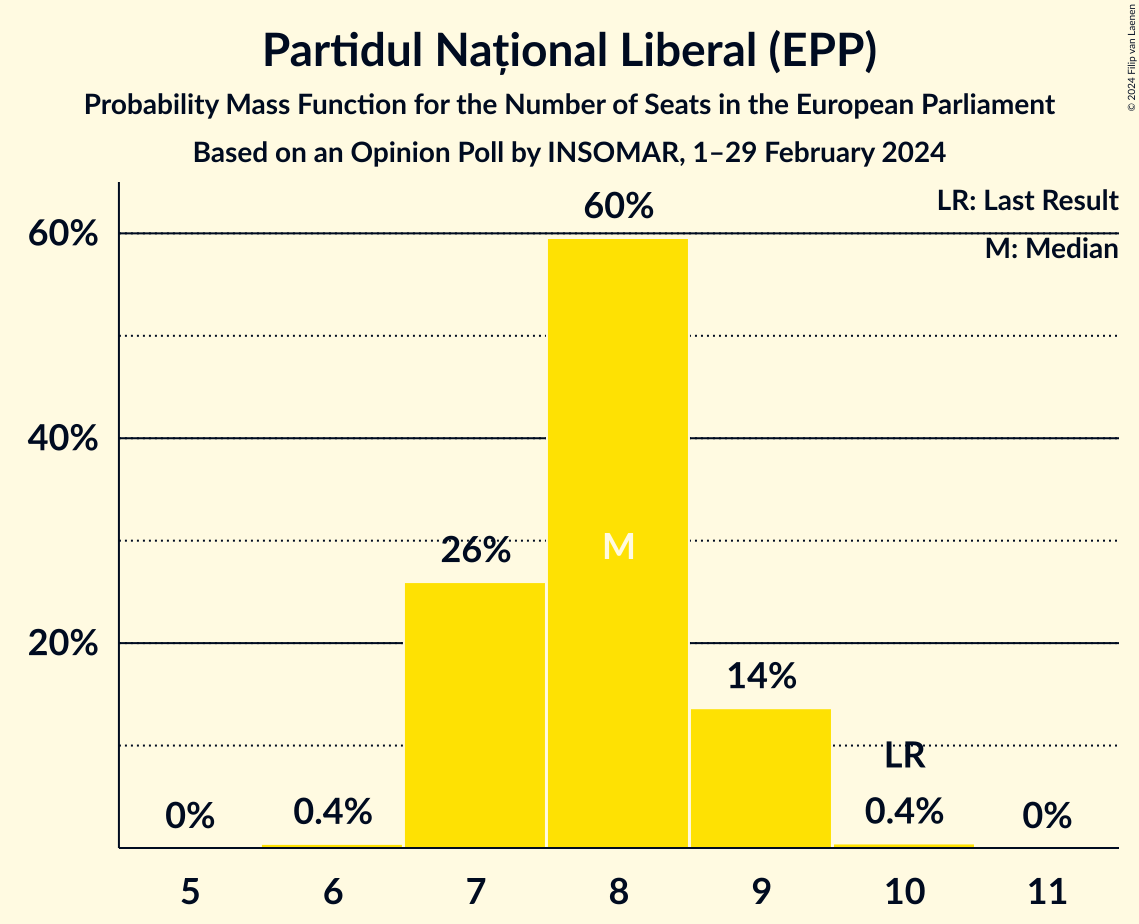 Partidul Național Liberal (EPP)
Probability Mass Function for the Number of Seats in the European Parliament
Based on an Opinion Poll by INSOMAR, 1–29 February 2024
© 2024 Filip van Laenen
LR: Last Result
M: Median
60%
40%
20%
0%
0.4%
26%
60%
M
14%
LR
0.4%
0%
5 6 7 8 9 10 11